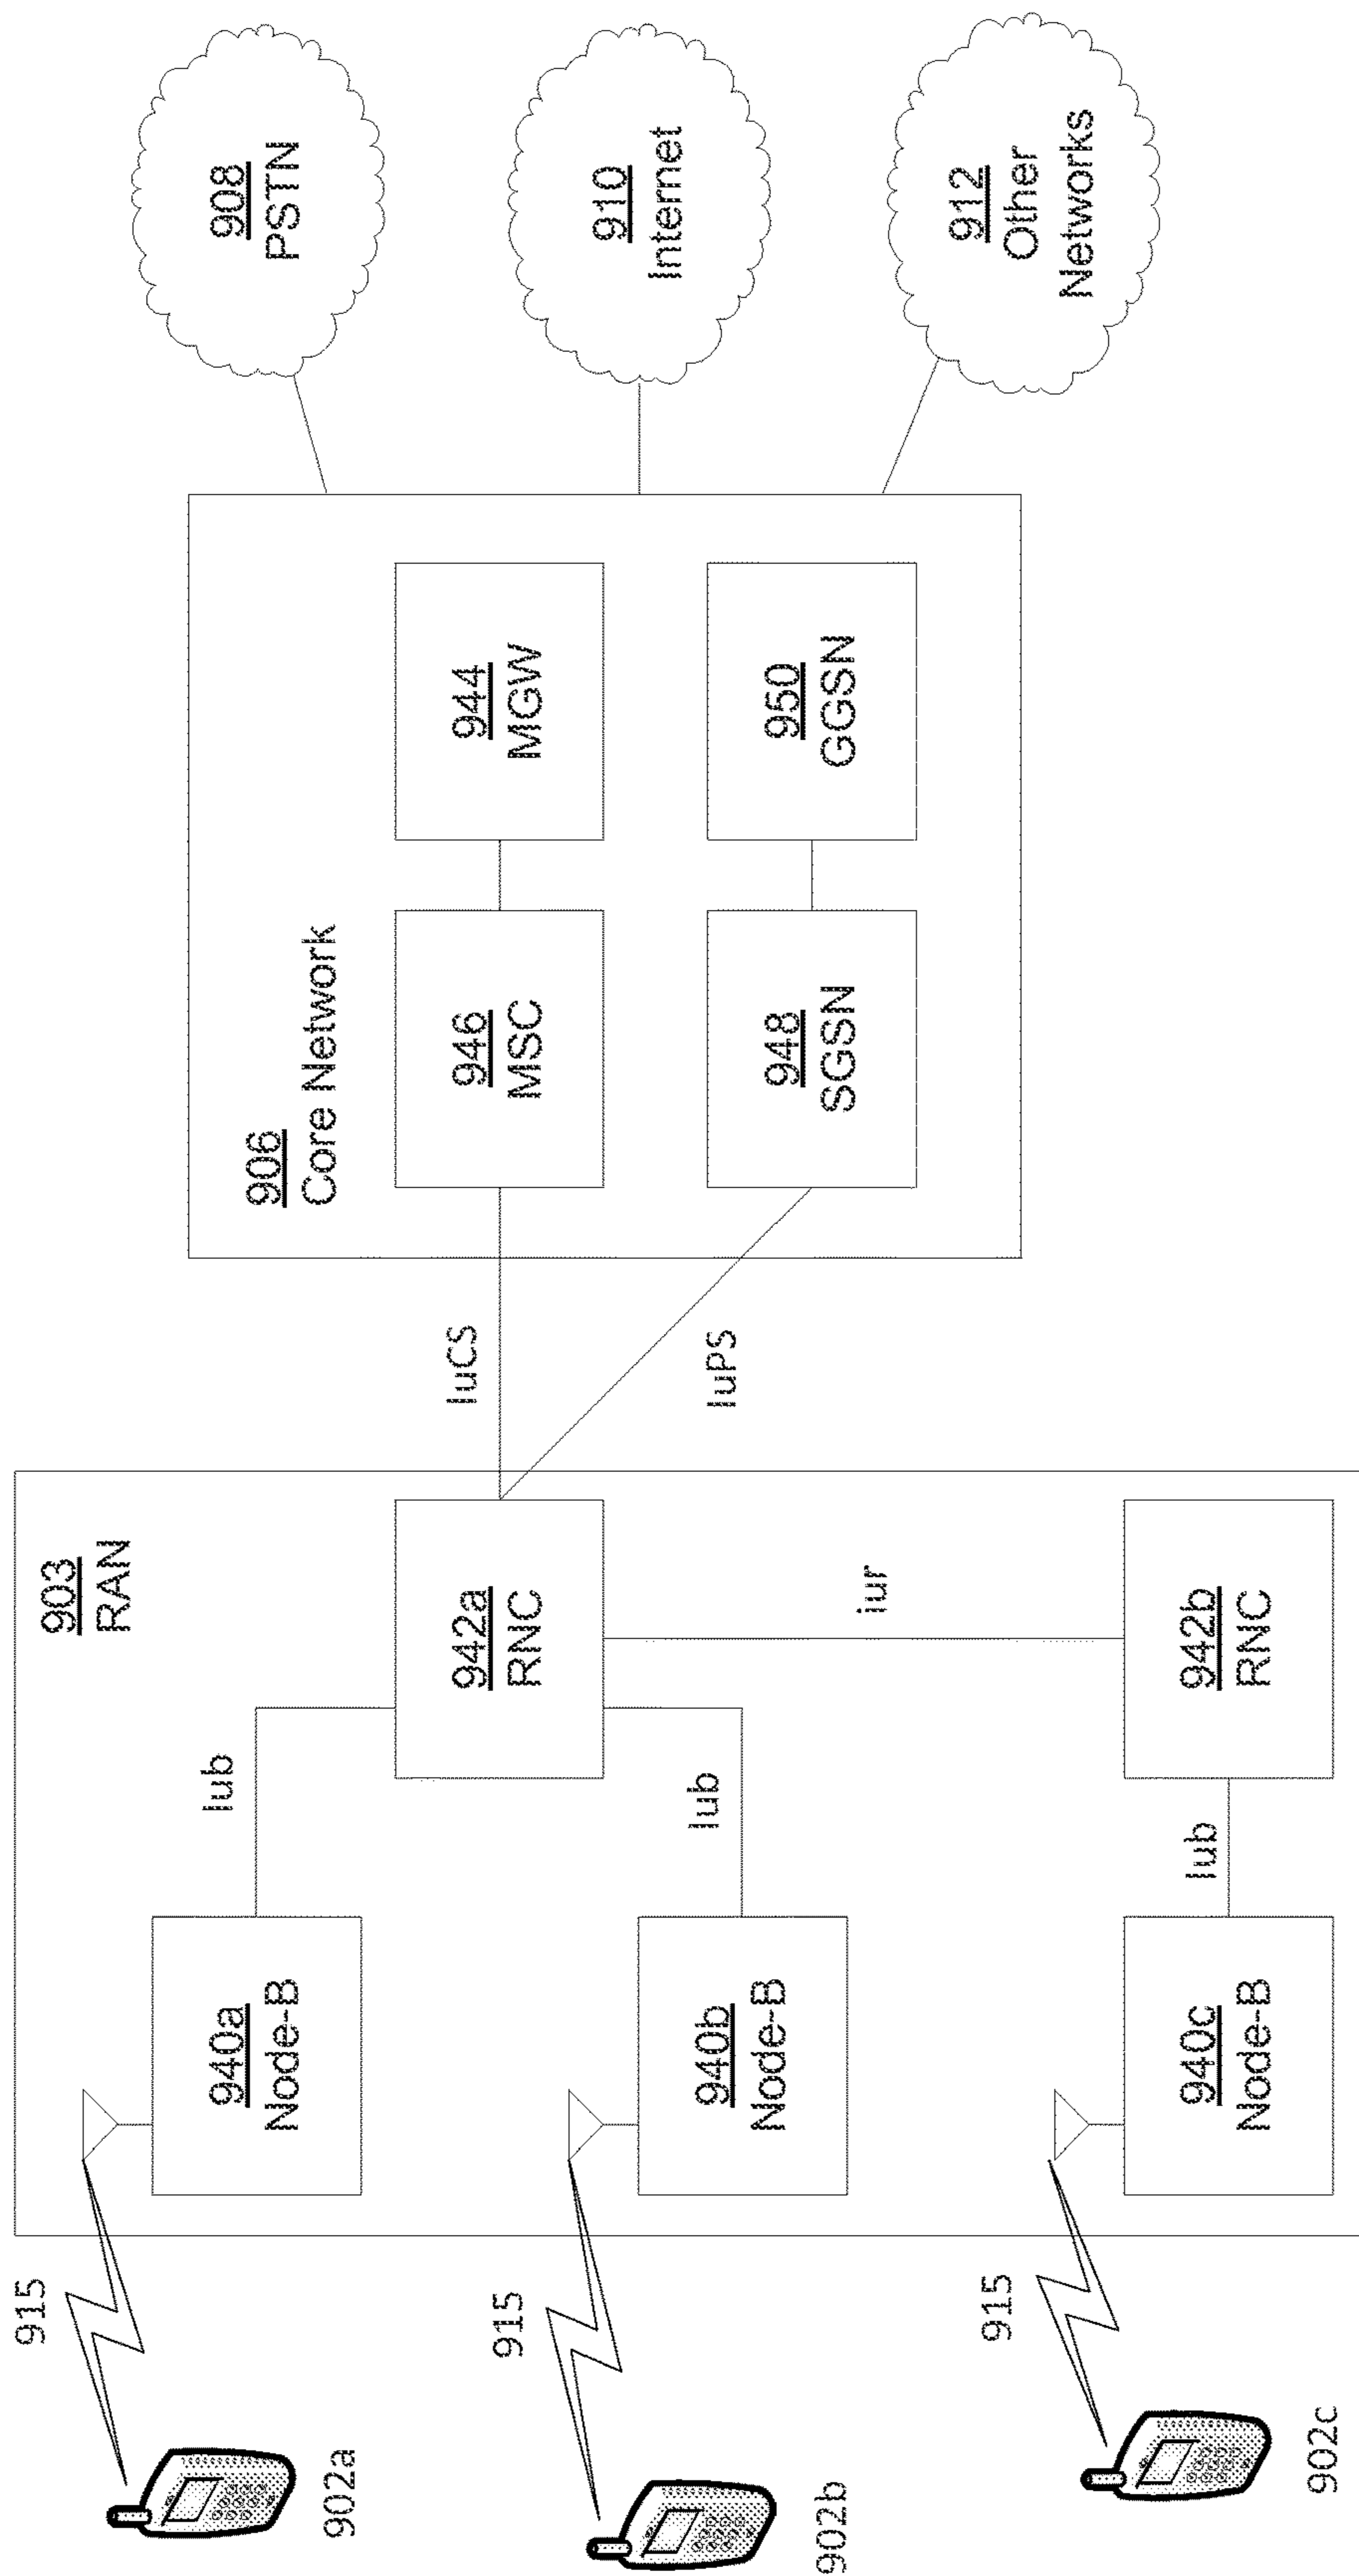 902a
902b
902c
915
915
915
903
RAN
940a
Node-B
940b
Node-B
940c
Node-B
Iub
Iub
Iub
942a
RNC
iur
942b
RNC
IuCS
IuPS
906
Core Network
946
MSC
944
MGW
948
SGSN
950
GGSN
908
PSTN
910
Internet
912
Other
Networks